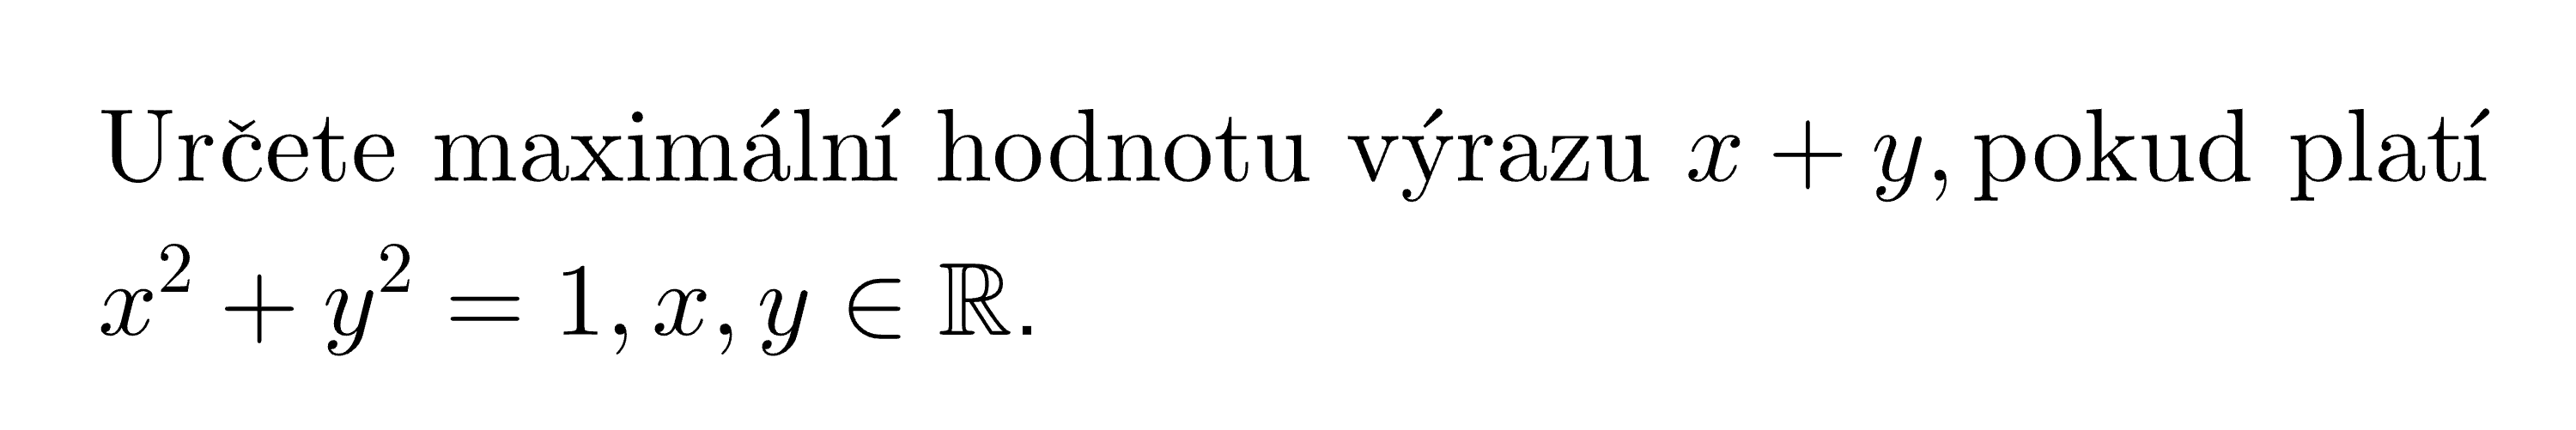 Určete maximální hodnotu výrazu x + y, pokud platí
x² + y² = 1, x, y ∈ ℝ.